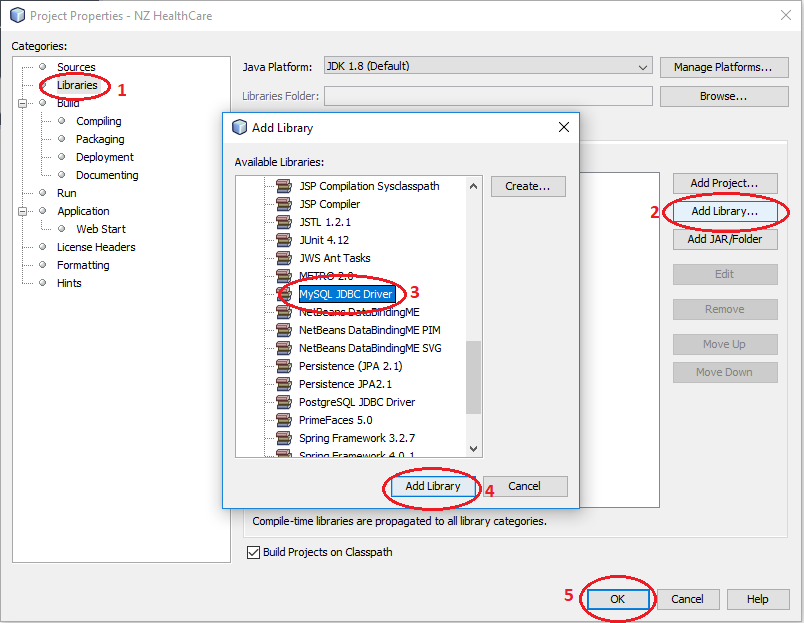 Project Properties - NZ HealthCare
Categories:
Sources
Libraries
1
Build
Compiling
Packaging
Deployment
Documenting
Run
Application
Web Start
License Headers
Formatting
Hints
Java Platform:
JDK 1.8 (Default)
Manage Platforms...
Libraries Folder:
Browse...
Add Library
Available Libraries:
JSP Compilation Sysclasspath
JSP Compiler
JSTL 1.2.1
JUnit 4.12
JWS Ant Tasks
METRO 2.0
MySQL JDBC Driver
3
NetBeans DataBindingME
NetBeans DataBindingME PIM
NetBeans DataBindingME SVG
Persistence (JPA 2.1)
Persistence JPA2.1
PostgreSQL JDBC Driver
PrimeFaces 5.0
Spring Framework 3.2.7
Spring Framework 4.0.1
Create...
Add Library
4
Cancel
Add Project...
2
Add Library...
Add JAR/Folder
Edit
Remove
Move Up
Move Down
Compile-time libraries are propagated to all library categories.
Build Projects on Classpath
5
OK
Cancel
Help